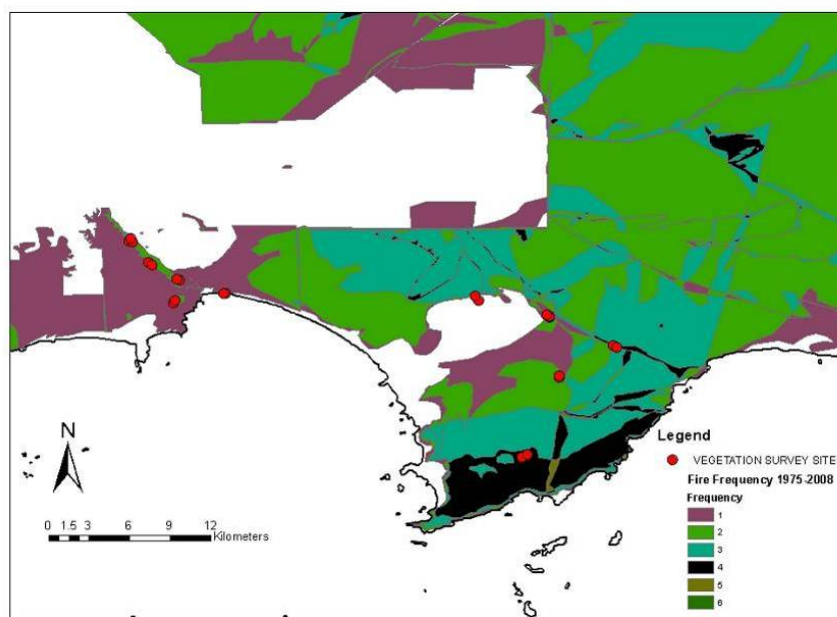 N
0 1.5 3 6 9 12
Kilometers
Legend
VEGETATION SURVEY SITE
Fire Frequency 1975-2008
Frequency
1
2
3
4
5
6